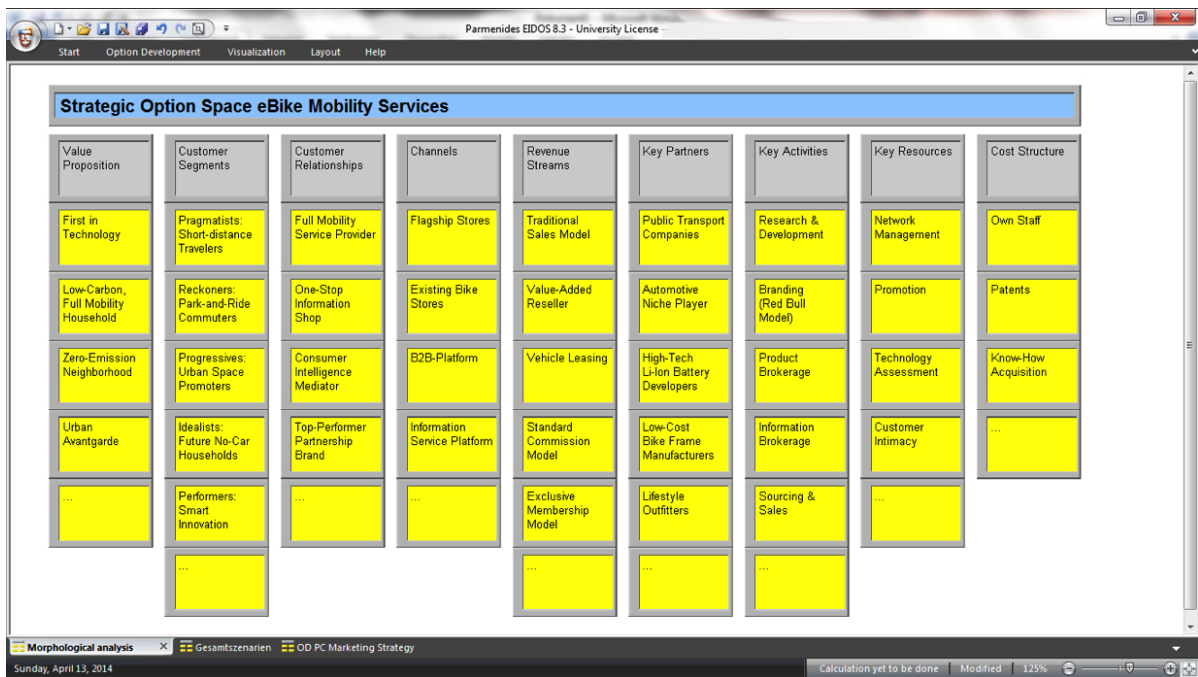 Parmenides EIDOS 8.3 - University License
Start Option Development Visualization Layout Help
Strategic Option Space eBike Mobility Services
Value
Proposition
First in
Technology
Low-Carbon,
Full Mobility
Household
Zero-Emission
Neighborhood
Urban
Avantgarde
...
Customer
Segments
Pragmatists:
Short-distance
Travelers
Reckoners:
Park-and-Ride
Commuters
Progressives:
Urban Space
Promoters
Idealists:
Future No-Car
Households
Performers:
Smart
Innovation
...
Customer
Relationships
Full Mobility
Service Provider
One-Stop
Information
Shop
Consumer
Intelligence
Mediator
Top-Performer
Partnership
Brand
...
Channels
Flagship Stores
Existing Bike
Stores
B2B-Platform
Information
Service Platform
...
Revenue
Streams
Traditional
Sales Model
Value-Added
Reseller
Vehicle Leasing
Standard
Commission
Model
Exclusive
Membership
Model
...
Key Partners
Public Transport
Companies
Automotive
Niche Player
High-Tech
Li-Ion Battery
Developers
Low-Cost
Bike Frame
Manufacturers
Lifestyle
Outfitters
...
Key Activities
Research &
Development
Branding
(Red Bull
Model)
Product
Brokerage
Information
Brokerage
Sourcing &
Sales
...
Key Resources
Network
Management
Promotion
Technology
Assessment
Customer
Intimacy
...
Cost Structure
Own Staff
Patents
Know-How
Acquisition
...
Morphological analysis Gesamtszenarien OD PC Marketing Strategy
Sunday, April 13, 2014 Calculation yet to be done Modified 125%